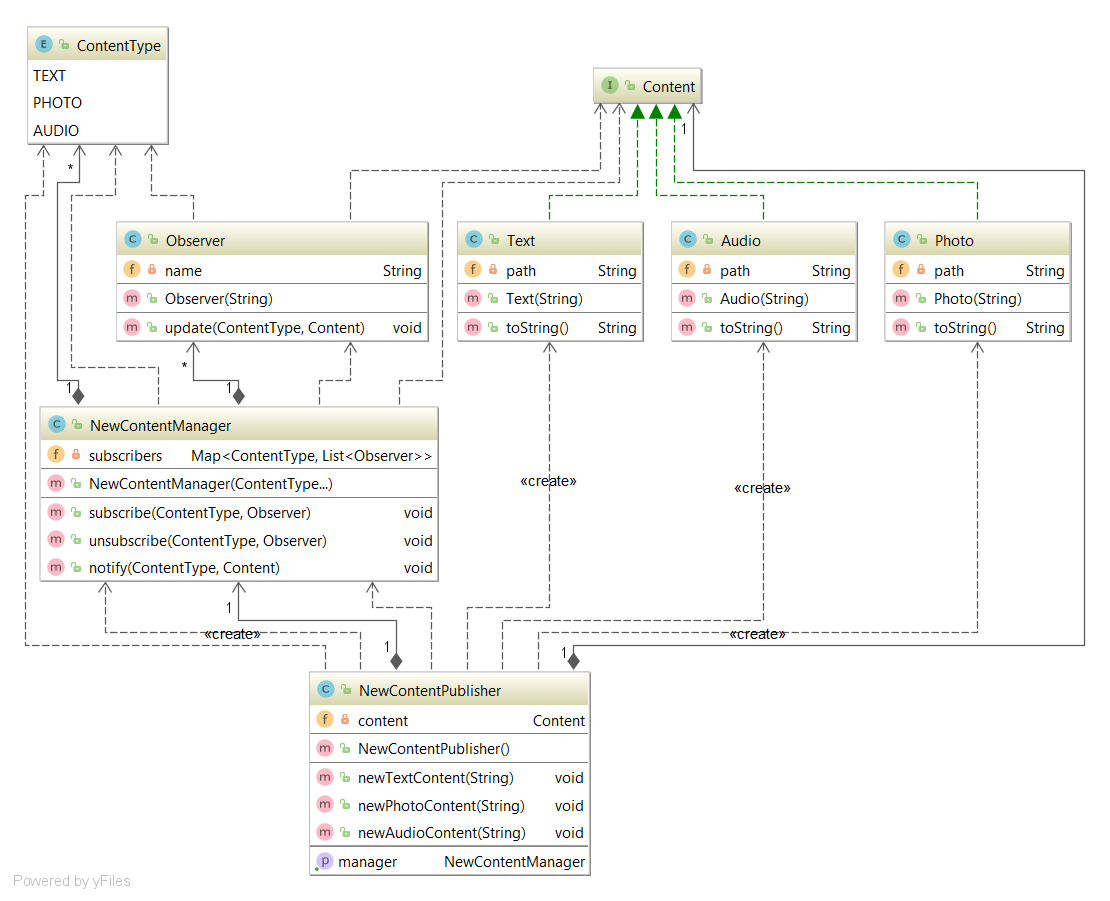 E ContentType
TEXT
PHOTO
AUDIO
I Content
1
*
C Observer
f name String
m Observer(String)
m update(ContentType, Content) void
C Text
f path String
m Text(String)
m toString() String
C Audio
f path String
m Audio(String)
m toString() String
C Photo
f path String
m Photo(String)
m toString() String
*
1
1
C NewContentManager
f subscribers Map<ContentType, List<Observer>>
m NewContentManager(ContentType...)
m subscribe(ContentType, Observer) void
m unsubscribe(ContentType, Observer) void
m notify(ContentType, Content) void
«create»
«create»
1
«create»
«create»
1
1
C NewContentPublisher
f content Content
m NewContentPublisher()
m newTextContent(String) void
m newPhotoContent(String) void
m newAudioContent(String) void
p manager NewContentManager
Powered by yFiles